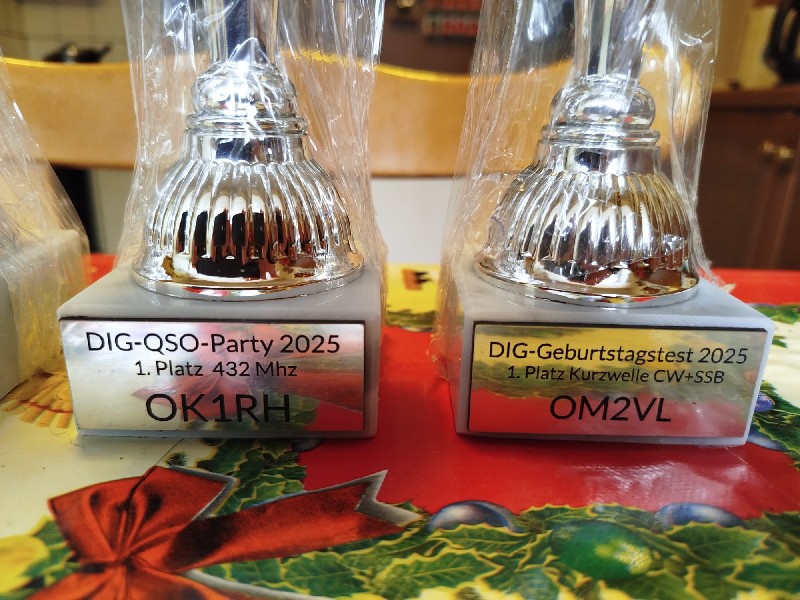 DIG-QSO-Party 2025
1. Platz 432 Mhz
OK1RH
DIG-Geburtstagstest 2025
1. Platz Kurzwelle CW+SSB
OM2VL